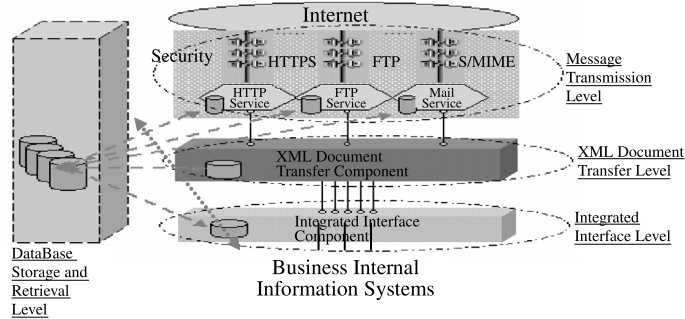 Internet
Security
HTTPS
FTP
S/MIME
HTTP
Service
FTP
Service
Mail
Service
Message
Transmission
Level
XML Document
Transfer Component
XML Document
Transfer Level
Integrated Interface
Component
Integrated
Interface Level
DataBase
Storage and
Retrieval
Level
Business Internal
Information Systems